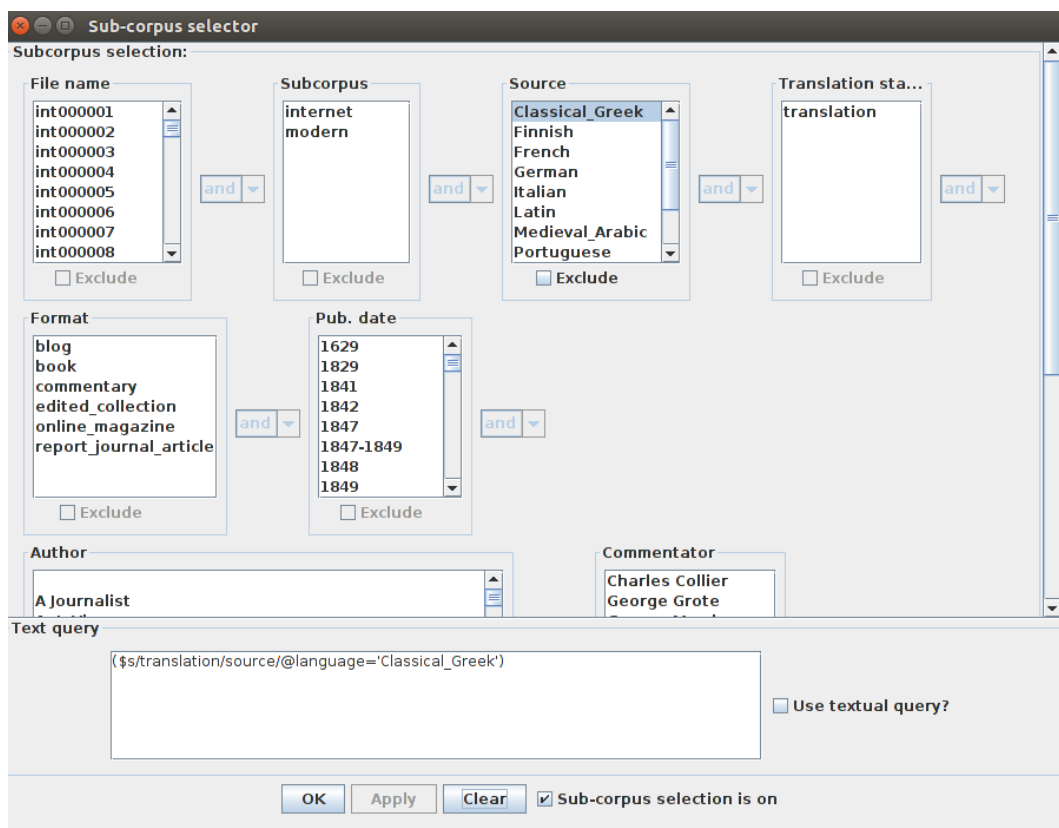 Sub-corpus selector
Subcorpus selection:
File name
int000001
int000002
int000003
int000004
int000005
int000006
int000007
int000008
Exclude
and
Subcorpus
internet
modern
Exclude
and
Source
Classical_Greek
Finnish
French
German
Italian
Latin
Medieval_Arabic
Portuguese
Exclude
and
Translation sta...
translation
Exclude
and
Format
blog
book
commentary
edited_collection
online_magazine
report_journal_article
Exclude
and
Pub. date
1629
1829
1841
1842
1847
1847-1849
1848
1849
Exclude
and
Author
A Journalist
Commentator
Charles Collier
George Grote
Text query
($s/translation/source/@language='Classical_Greek')
Use textual query?
OK
Apply
Clear
Sub-corpus selection is on